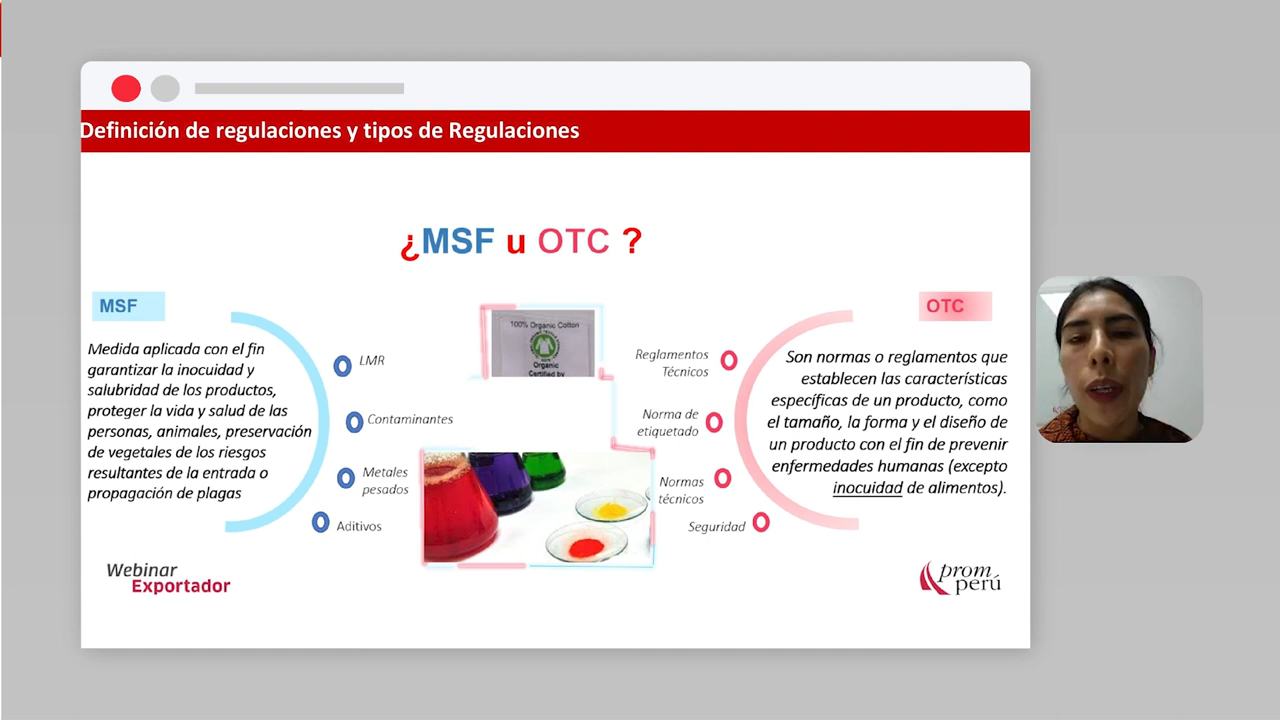 Definición de regulaciones y tipos de Regulaciones
¿MSF u OTC ?
MSF
Medida aplicada con el fin
garantizar la inocuidad y
salubridad de los productos,
proteger la vida y salud de las
personas, animales, preservación
de vegetales de los riesgos
resultantes de la entrada o
propagación de plagas
LMR
Contaminantes
Metales
pesados
Aditivos
100% Organic Cotton
Organic
Certified by
Reglamentos
Técnicos
Norma de
etiquetado
Normas
técnicos
Seguridad
OTC
Son normas o reglamentos que
establecen las características
específicas de un producto, como
el tamaño, la forma y el diseño de
un producto con el fin de prevenir
enfermedades humanas (excepto
inocuidad de alimentos).
Webinar
Exportador
prom
perú